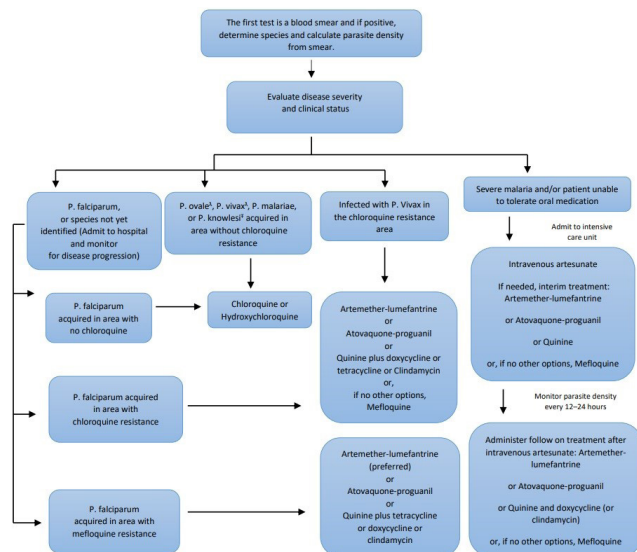 The first test is a blood smear and if positive,
determine species and calculate parasite density
from smear.
Evaluate disease severity
and clinical status
P. falciparum,
or species not yet
identified (Admit to
hospital and monitor
for disease progression)
P. ovale¹, P. vivax¹, P. malariae,
or P. knowlesi³ acquired in
area without chloroquine
resistance
Infected with P. Vivax in
the chloroquine resistance
area
Severe malaria and/or patient unable
to tolerate oral medication
Admit to intensive
care unit
P. falciparum
acquired in area with
no chloroquine
Chloroquine or
Hydroxychloroquine
Artemether-lumefantrine
or
Atovaquone-proguanil
or
Quinine plus doxycycline or
tetracycline or Clindamycin
or,
if no other options,
Mefloquine
Intravenous artesunate
If needed, interim treatment:
Artemether-lumefantrine
or Atovaquone-proguanil
or Quinine
or, if no other options, Mefloquine
P. falciparum acquired
in area with
chloroquine resistance
Monitor parasite density
every 12–24 hours
P. falciparum
acquired in area with
mefloquine resistance
Artemether-lumefantrine
(preferred)
or
Atovaquone-proguanil
or
Quinine plus tetracycline
or doxycycline or
clindamycin
Administer follow on treatment after
intravenous artesunate: Artemether-
lumefantrine
or Atovaquone-proguanil
or Quinine and doxycycline (or
clindamycin)
or, if no other options, Mefloquine